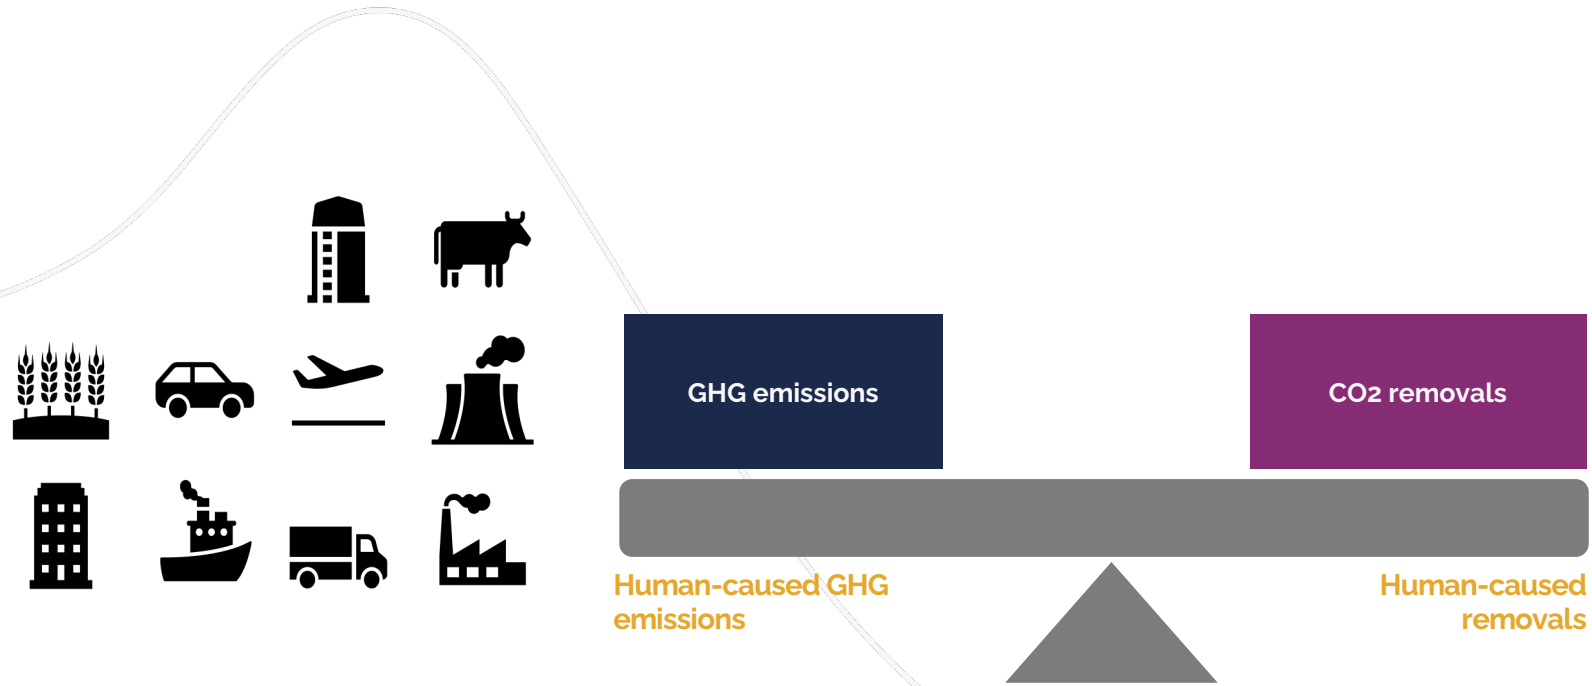 GHG emissions
CO2 removals
Human-caused GHG
emissions
Human-caused
removals